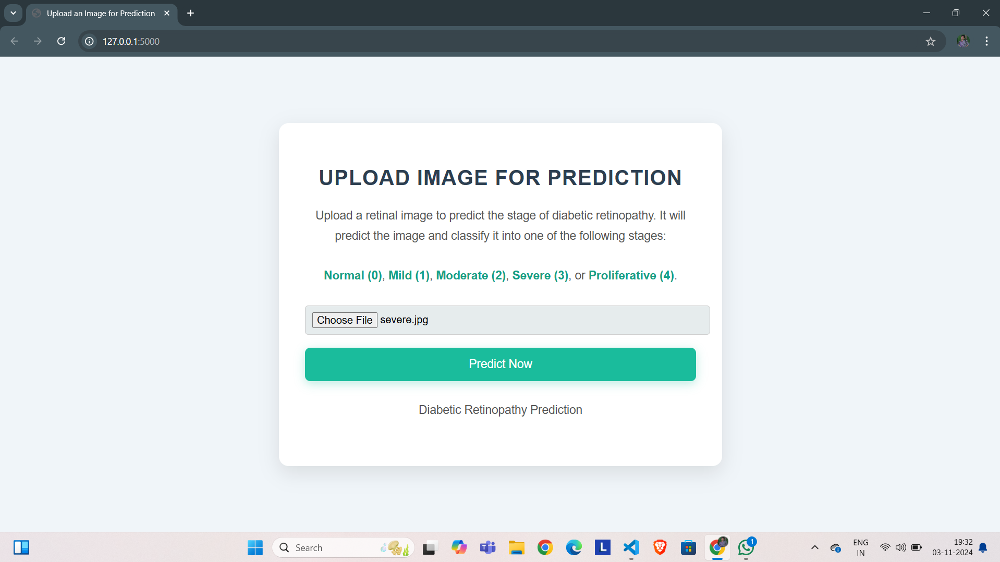 Upload an Image for Prediction
127.0.0.1:5000
UPLOAD IMAGE FOR PREDICTION
Upload a retinal image to predict the stage of diabetic retinopathy. It will
predict the image and classify it into one of the following stages:
Normal (0), Mild (1), Moderate (2), Severe (3), or Proliferative (4).
Choose File severe.jpg
Predict Now
Diabetic Retinopathy Prediction
Search
T
L
1
ENG
IN
19:32
03-11-2024